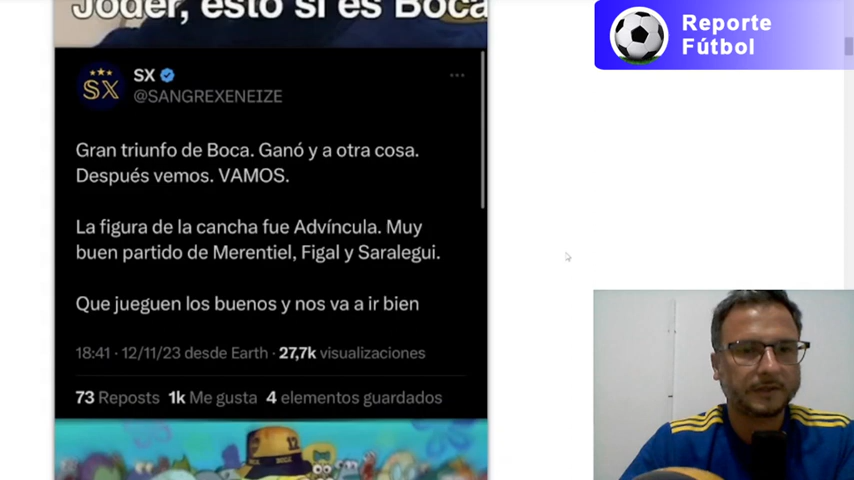 Joder, esto sí es Boca
SX
@SANGREXENEIZE
Gran triunfo de Boca. Ganó y a otra cosa.
Después vemos. VAMOS.
La figura de la cancha fue Advíncula. Muy
buen partido de Merentiel, Figal y Saralegui.
Que jueguen los buenos y nos va a ir bien
18:41 · 12/11/23 desde Earth · 27,7k visualizaciones
73 Reposts 1k Me gusta 4 elementos guardados
12
BOCA
Reporte
Fútbol